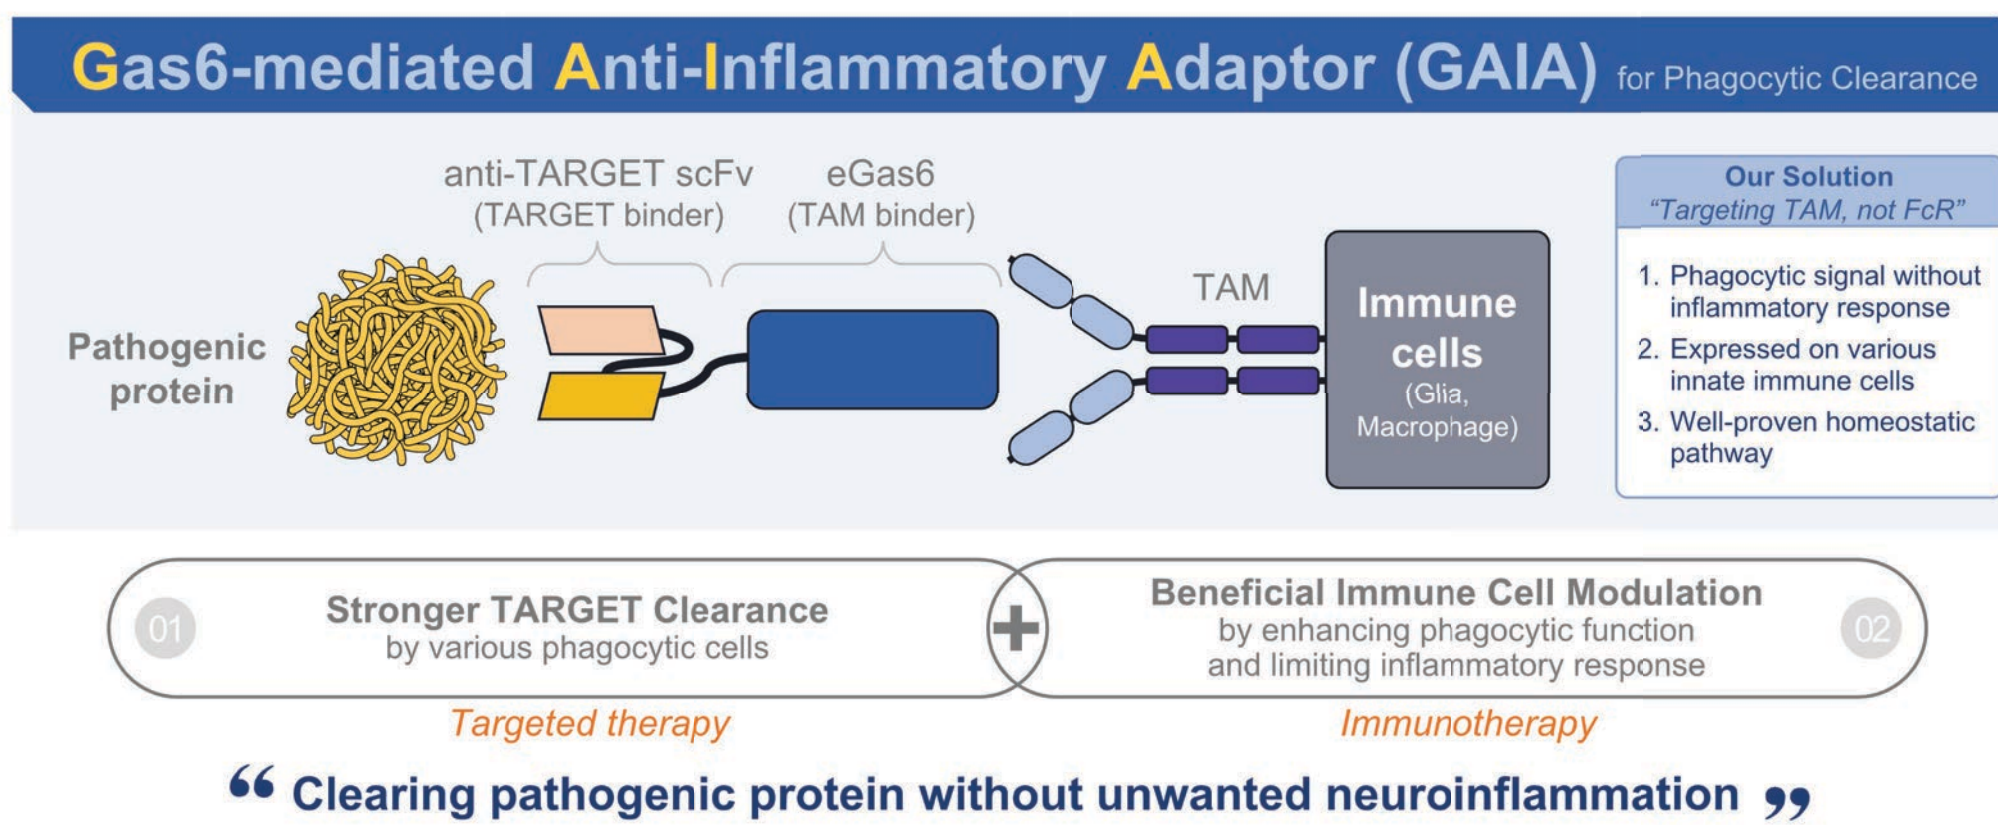 Gas6-mediated Anti-Inflammatory Adaptor (GAIA) for Phagocytic Clearance
anti-TARGET scFv
(TARGET binder)
eGas6
(TAM binder)
Pathogenic
protein
TAM
Immune
cells
(Glia,
Macrophage)
Our Solution
“Targeting TAM, not FcR”
1. Phagocytic signal without
inflammatory response
2. Expressed on various
innate immune cells
3. Well-proven homeostatic
pathway
01
Stronger TARGET Clearance
by various phagocytic cells
+
Beneficial Immune Cell Modulation
by enhancing phagocytic function
and limiting inflammatory response
02
Targeted therapy
Immunotherapy
“ Clearing pathogenic protein without unwanted neuroinflammation ”